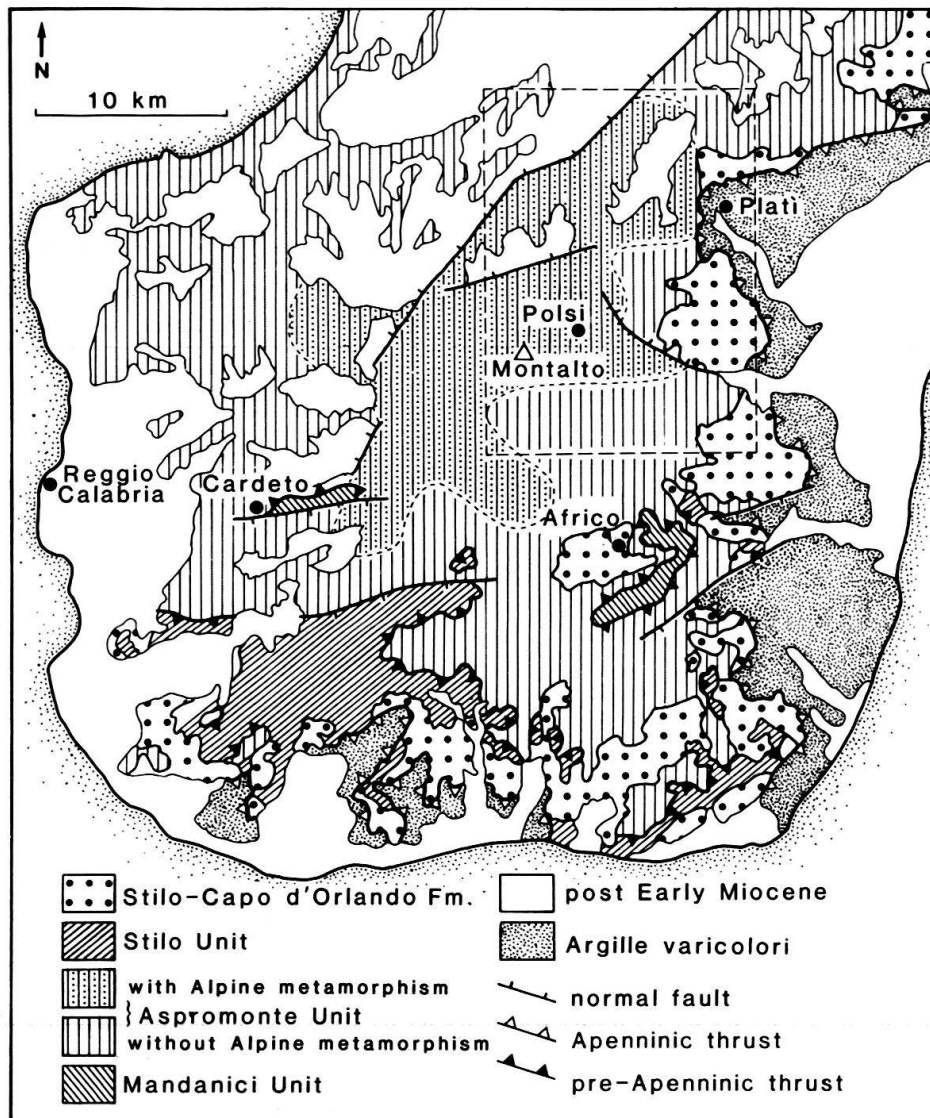 N
10 km
Platì
Polsi
Montalto
Reggio
Calabria
Cardeto
Africo
Stilo-Capo d'Orlando Fm.
Stilo Unit
with Alpine metamorphism
Aspromonte Unit
without Alpine metamorphism
Mandanici Unit
post Early Miocene
Argille varicolori
normal fault
Apenninic thrust
pre-Apenninic thrust